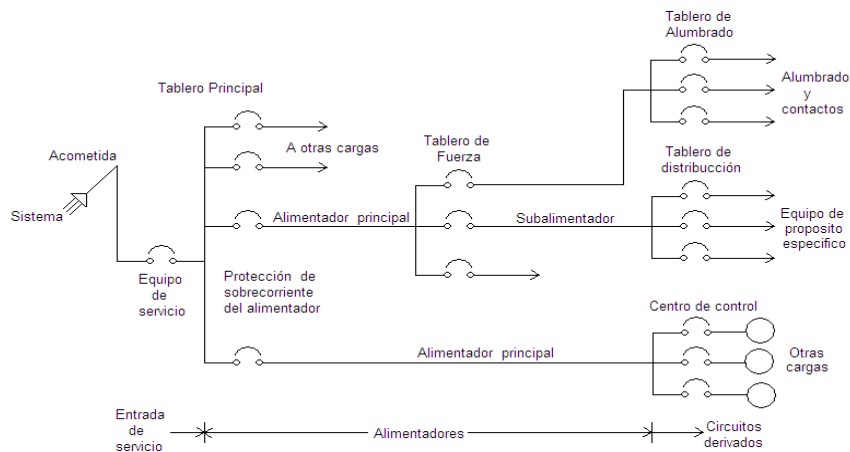 Tablero de
Alumbrado
Tablero Principal
Alumbrado
y
contactos
A otras cargas
Tablero de
Fuerza
Acometida
Tablero de
distribucción
Sistema
Alimentador principal
Subalimentador
Equipo de
proposito
especifico
Equipo
de
servicio
Protección de
sobrecorriente
del alimentador
Centro de control
Alimentador principal
Otras
cargas
Entrada
de
servicio
Alimentadores
Circuitos
derivados